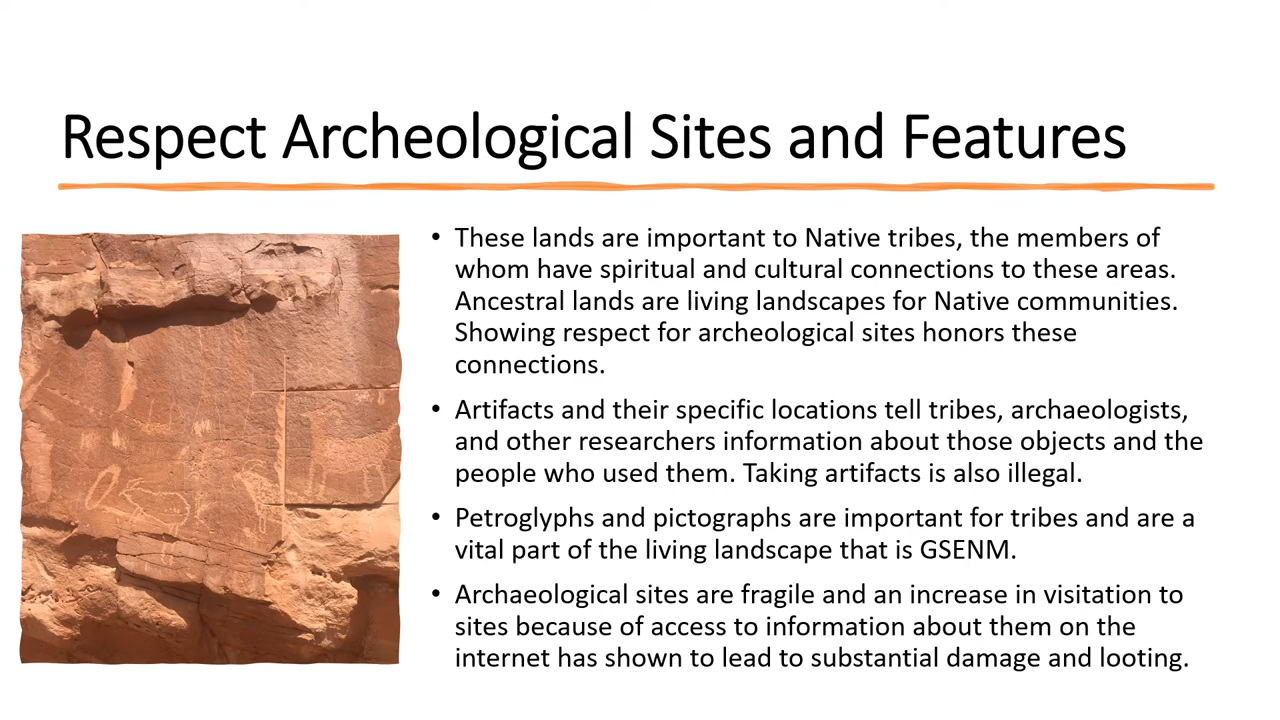 Respect Archeological Sites and Features
• These lands are important to Native tribes, the members of
whom have spiritual and cultural connections to these areas.
Ancestral lands are living landscapes for Native communities.
Showing respect for archeological sites honors these
connections.
• Artifacts and their specific locations tell tribes, archaeologists,
and other researchers information about those objects and the
people who used them. Taking artifacts is also illegal.
• Petroglyphs and pictographs are important for tribes and are a
vital part of the living landscape that is GSENM.
• Archaeological sites are fragile and an increase in visitation to
sites because of access to information about them on the
internet has shown to lead to substantial damage and looting.